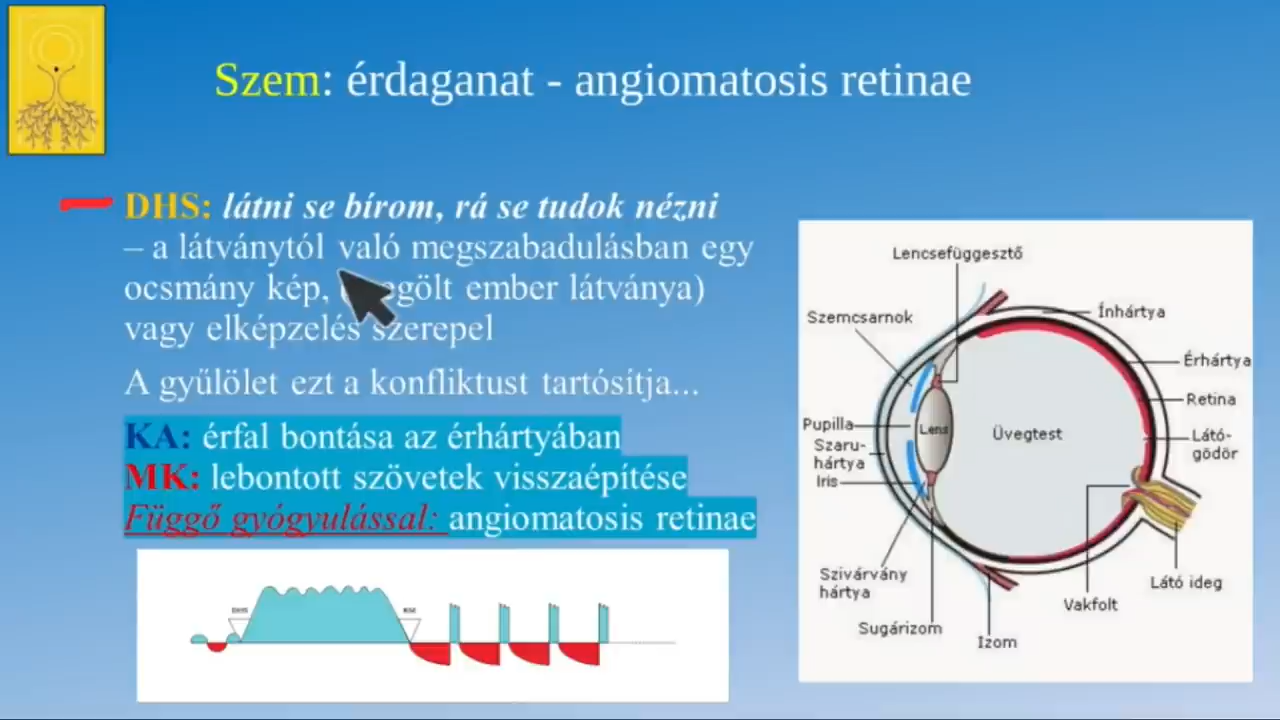 Szem: érdaganat - angiomatosis retinae
DHS: látni se bírom, rá se tudok nézni
– a látványtól való megszabadulásban egy
ocsmány kép, ölt ember látványa)
vagy elképzelés szerepel
A gyűlölet ezt a konfliktust tartósítja...
KA: érfal bontása az érhártyában
MK: lebontott szövetek visszaépítése
Függő gyógyulással: angiomatosis retinae
DHS
Lencsefüggesztő
Szemcsarnok
Ínhártya
Érhártya
Retina
Pupilla
Lens
Üvegtest
Látó-
gödör
Szaru-
hártya
Iris
Szivárvány
hártya
Sugárizom
Izom
Vakfolt
Látó ideg